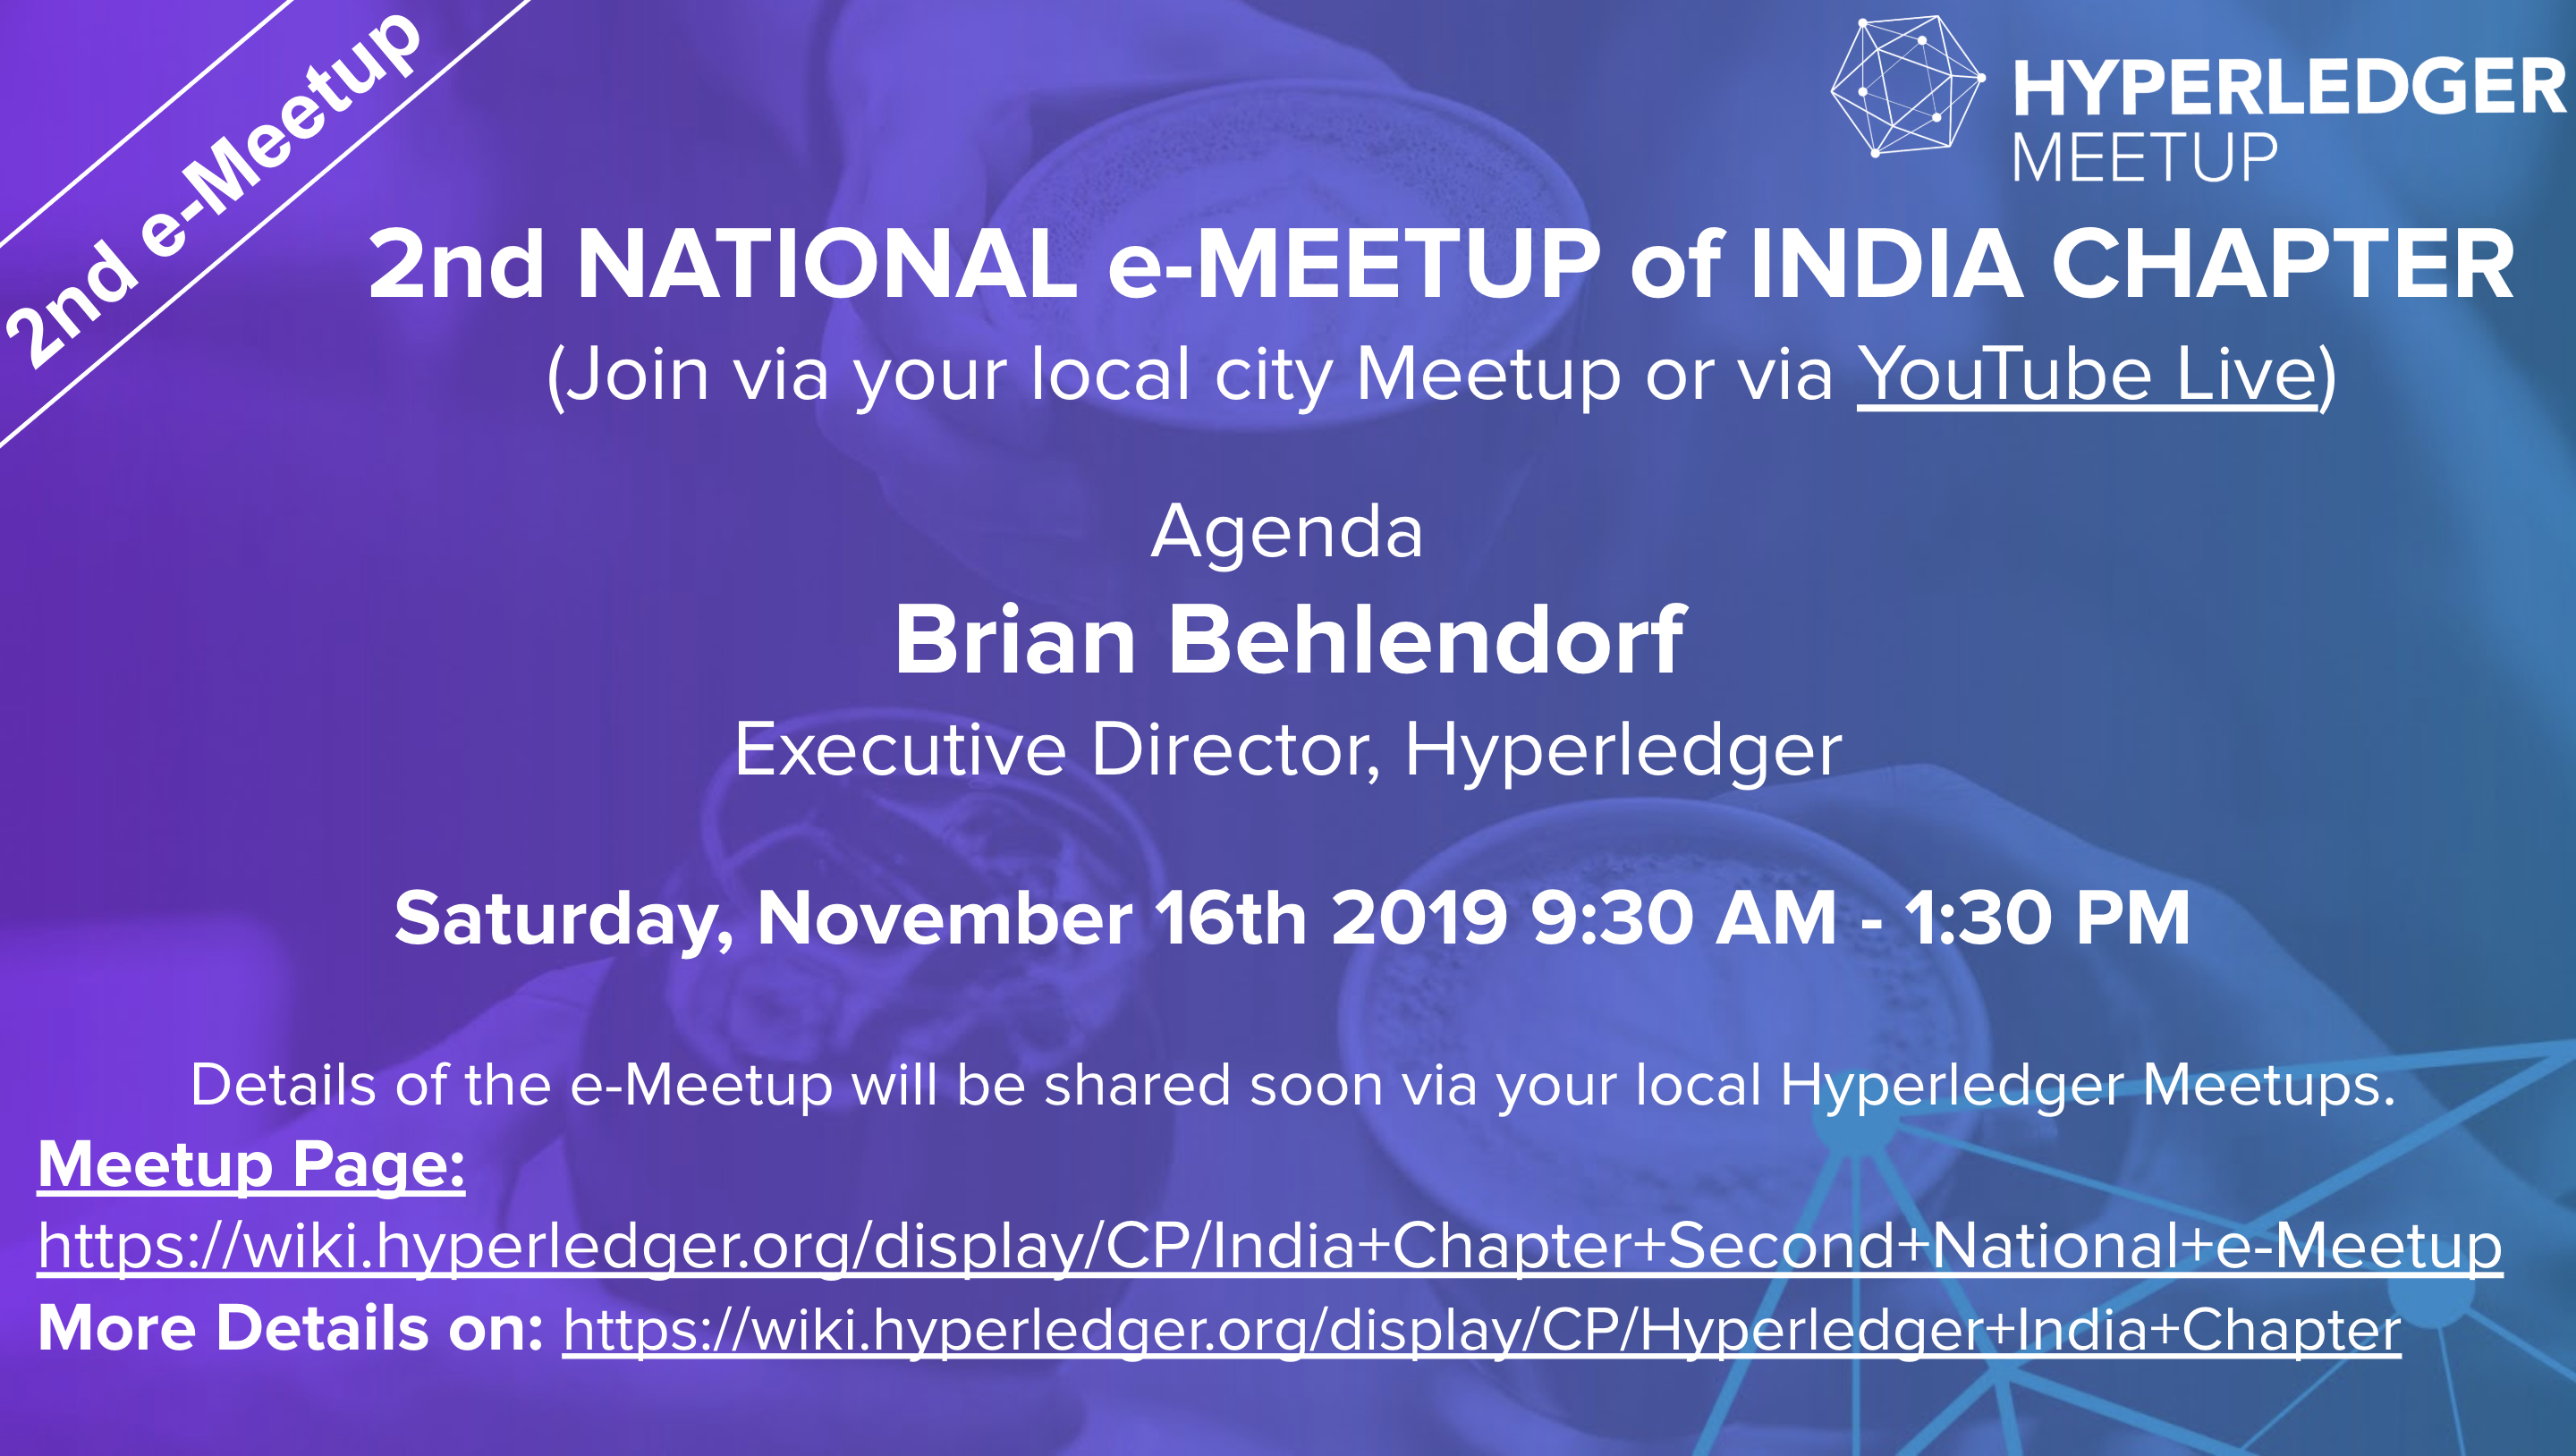 2nd e-Meetup
HYPERLEDGER
MEETUP
2nd NATIONAL e-MEETUP of INDIA CHAPTER
(Join via your local city Meetup or via YouTube Live)
Agenda
Brian Behlendorf
Executive Director, Hyperledger
Saturday, November 16th 2019 9:30 AM - 1:30 PM
Details of the e-Meetup will be shared soon via your local Hyperledger Meetups.
Meetup Page:
https://wiki.hyperledger.org/display/CP/India+Chapter+Second+National+e-Meetup
More Details on: https://wiki.hyperledger.org/display/CP/Hyperledger+India+Chapter